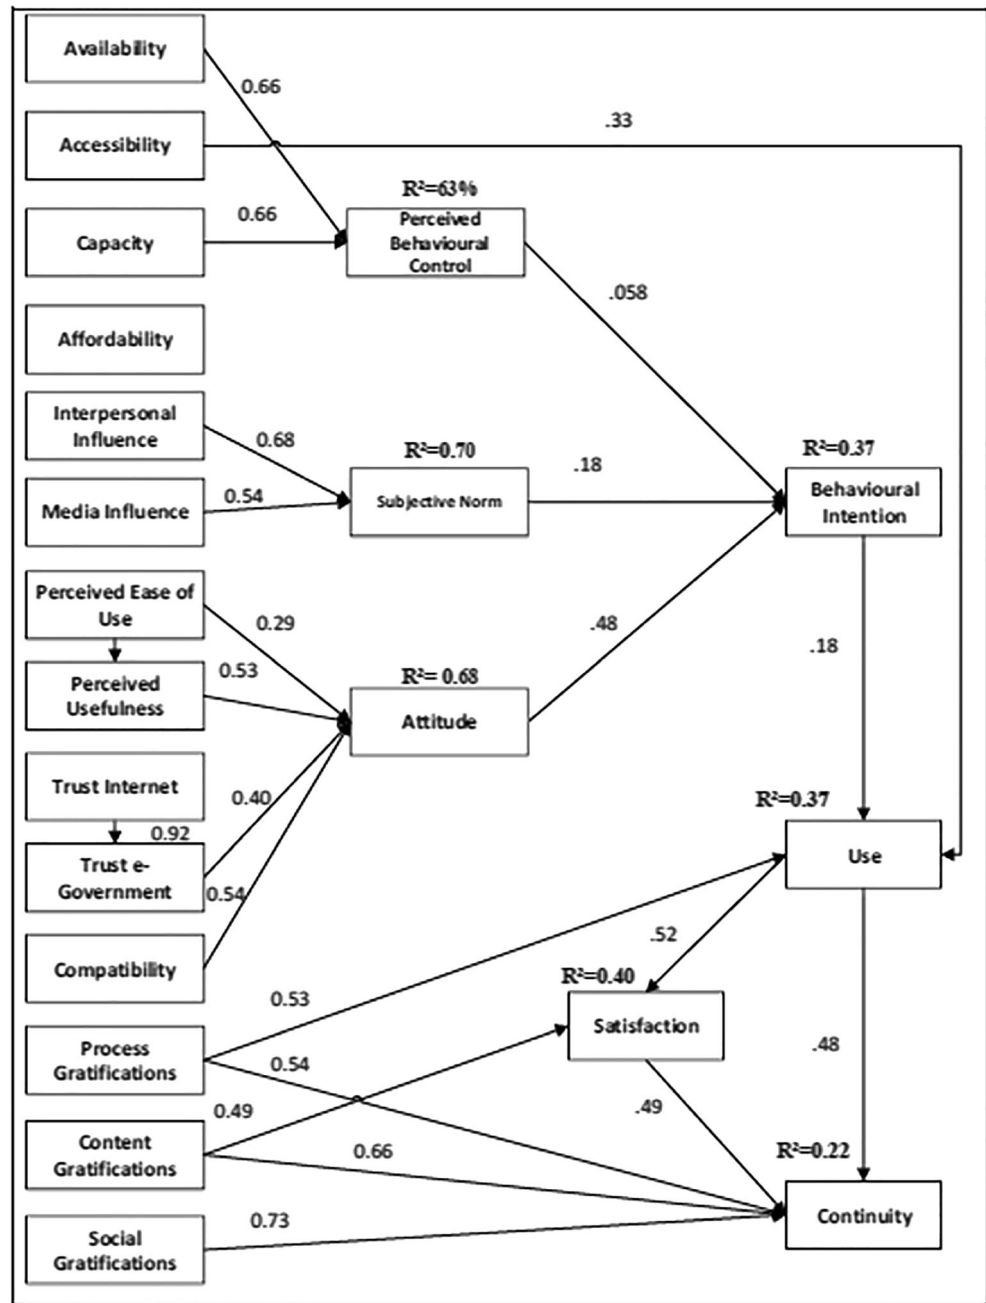 Availability
0.66
.33
Accessibility
R²=63%
0.66
Capacity
Perceived
Behavioural
Control
.058
Affordability
Interpersonal
Influence
0.68
R²=0.70
.18
R²=0.37
Media Influence
0.54
Subjective Norm
Behavioural
Intention
Perceived Ease of
Use
0.29
.48
.18
0.53
R²= 0.68
Perceived
Usefulness
Attitude
Trust Internet
0.40
R²=0.37
0.92
Trust e-
Government
0.54
Use
.52
Compatibility
R²=0.40
0.53
Satisfaction
Process
Gratifications
0.54
.48
0.49
.49
Content
Gratifications
0.66
R²=0.22
Continuity
0.73
Social
Gratifications